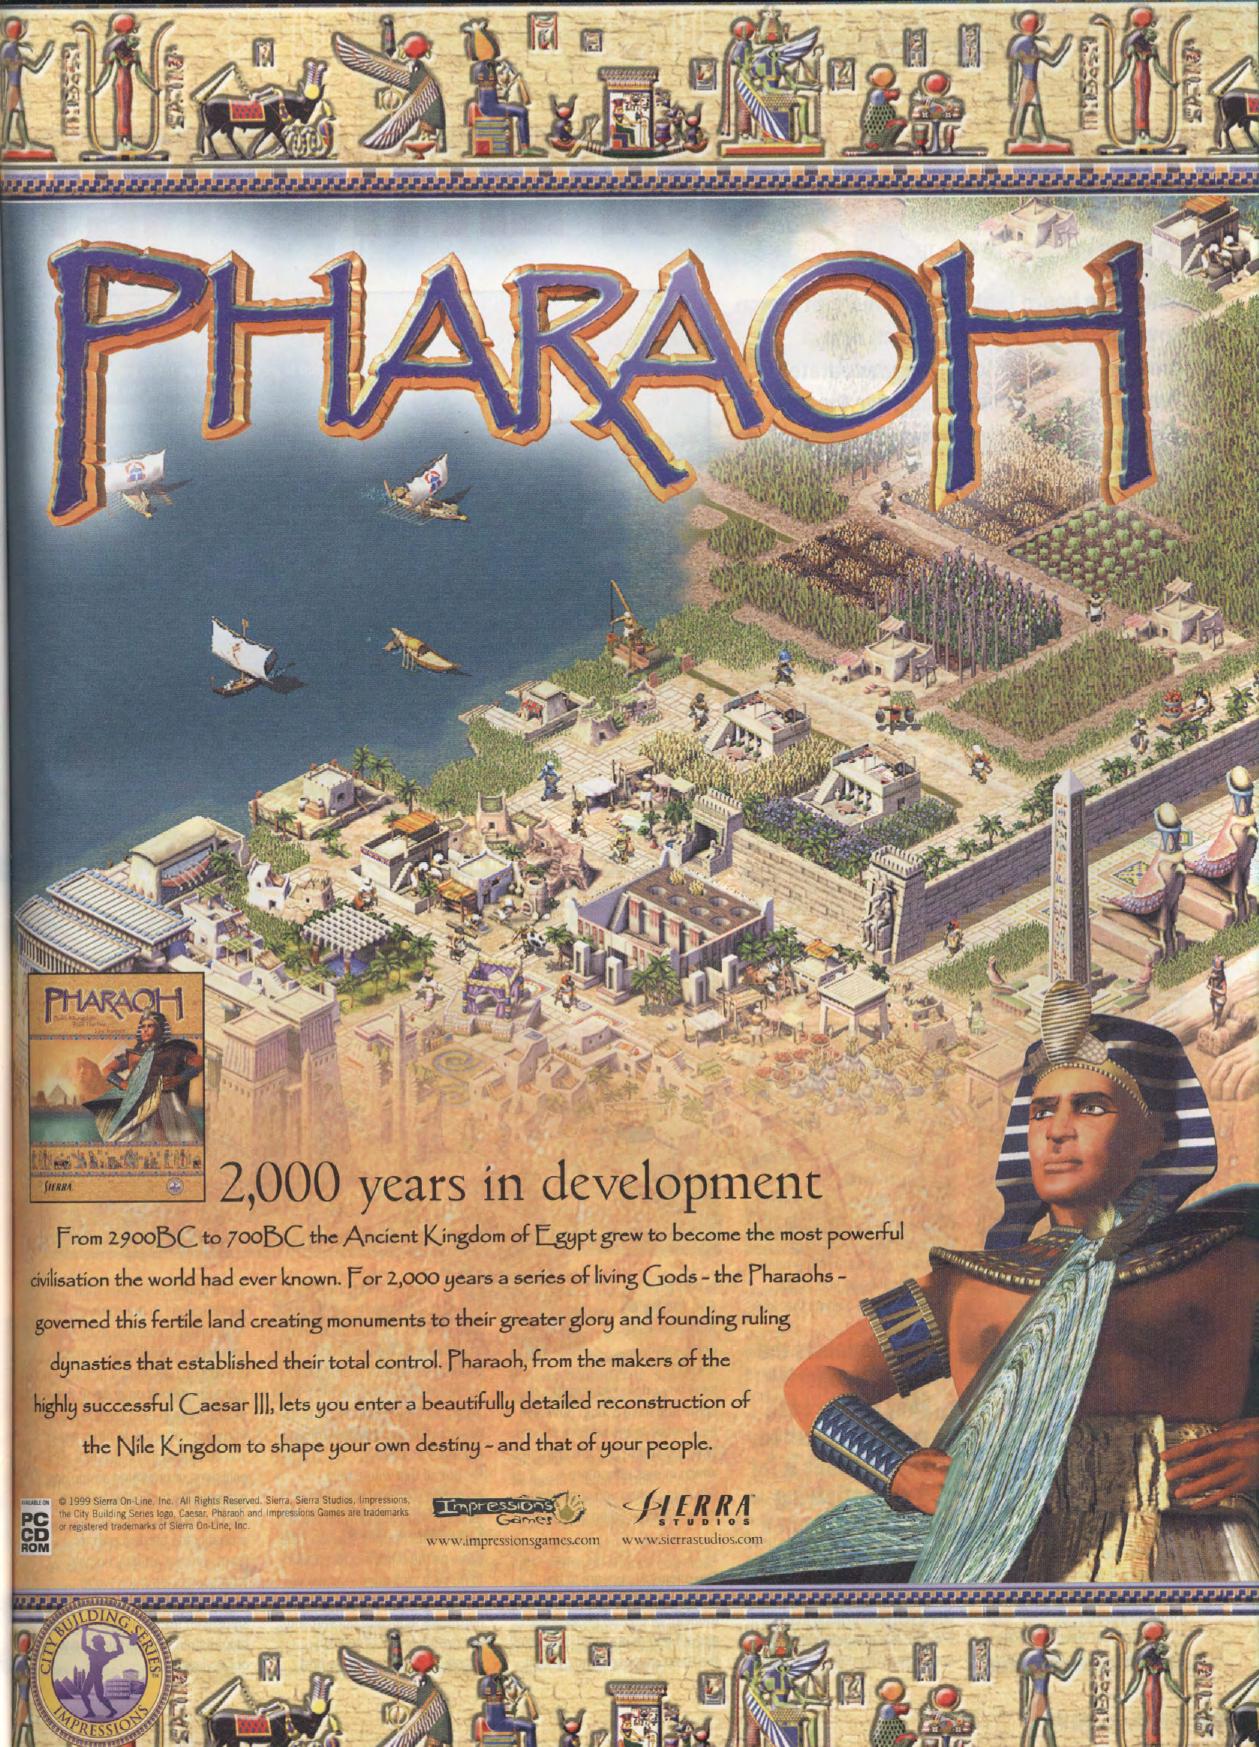 PHARAOH
PHARAOH
SIERRA
2,000 years in development
From 2900BC to 700BC the Ancient Kingdom of Egypt grew to become the most powerful
civilisation the world had ever known. For 2,000 years a series of living Gods - the Pharaohs -
governed this fertile land creating monuments to their greater glory and founding ruling
dynasties that established their total control. Pharaoh, from the makers of the
highly successful Caesar III, lets you enter a beautifully detailed reconstruction of
the Nile Kingdom to shape your own destiny - and that of your people.
AVAILABLE ON
PC
CD
ROM
© 1999 Sierra On-Line, Inc. All Rights Reserved. Sierra, Sierra Studios, Impressions,
the City Building Series logo, Caesar, Pharaoh and Impressions Games are trademarks
or registered trademarks of Sierra On-Line, Inc.
Impressions
Games
www.impressionsgames.com
SIERRA™
STUDIOS
www.sierrastudios.com
CITY BUILDING SERIES™
IMPRESSIONS